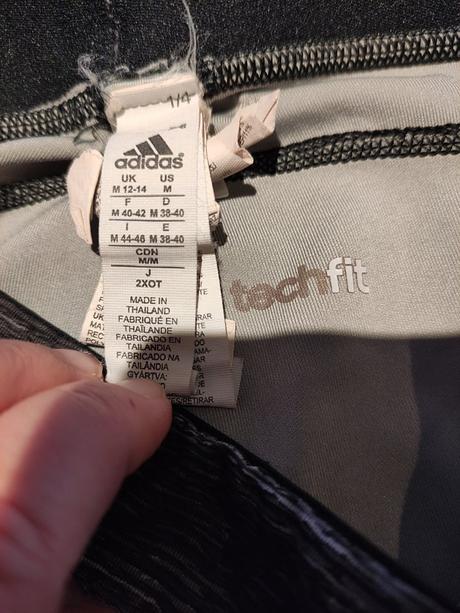 1/4
adidas
UK US
M 12-14 M
F D
M 40-42 M 38-40
I E
M 44-46 M 38-40
CDN
M/M
J
2XOT
MADE IN
THAILAND
FABRIQUÉ EN
THAÏLANDE
FABRICADO EN
TAILANDIA
FABRICADO NA
TAILÂNDIA
GYÁRTVA:
techfit